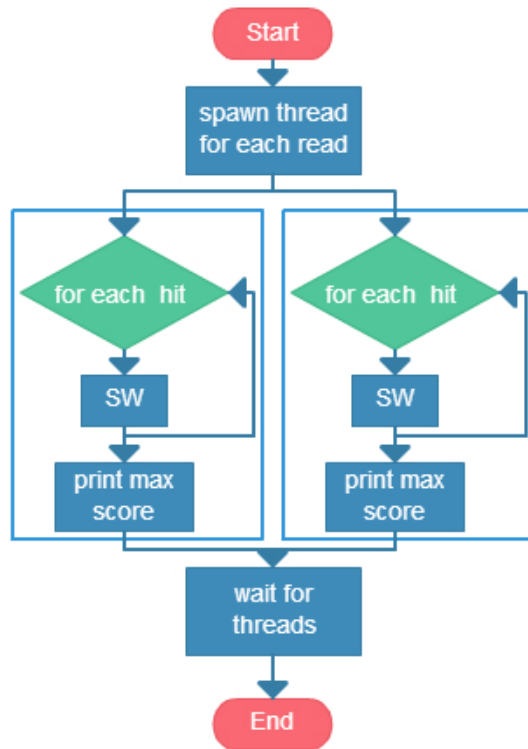 Start
spawn thread
for each read
for each hit
SW
print max
score
for each hit
SW
print max
score
wait for
threads
End